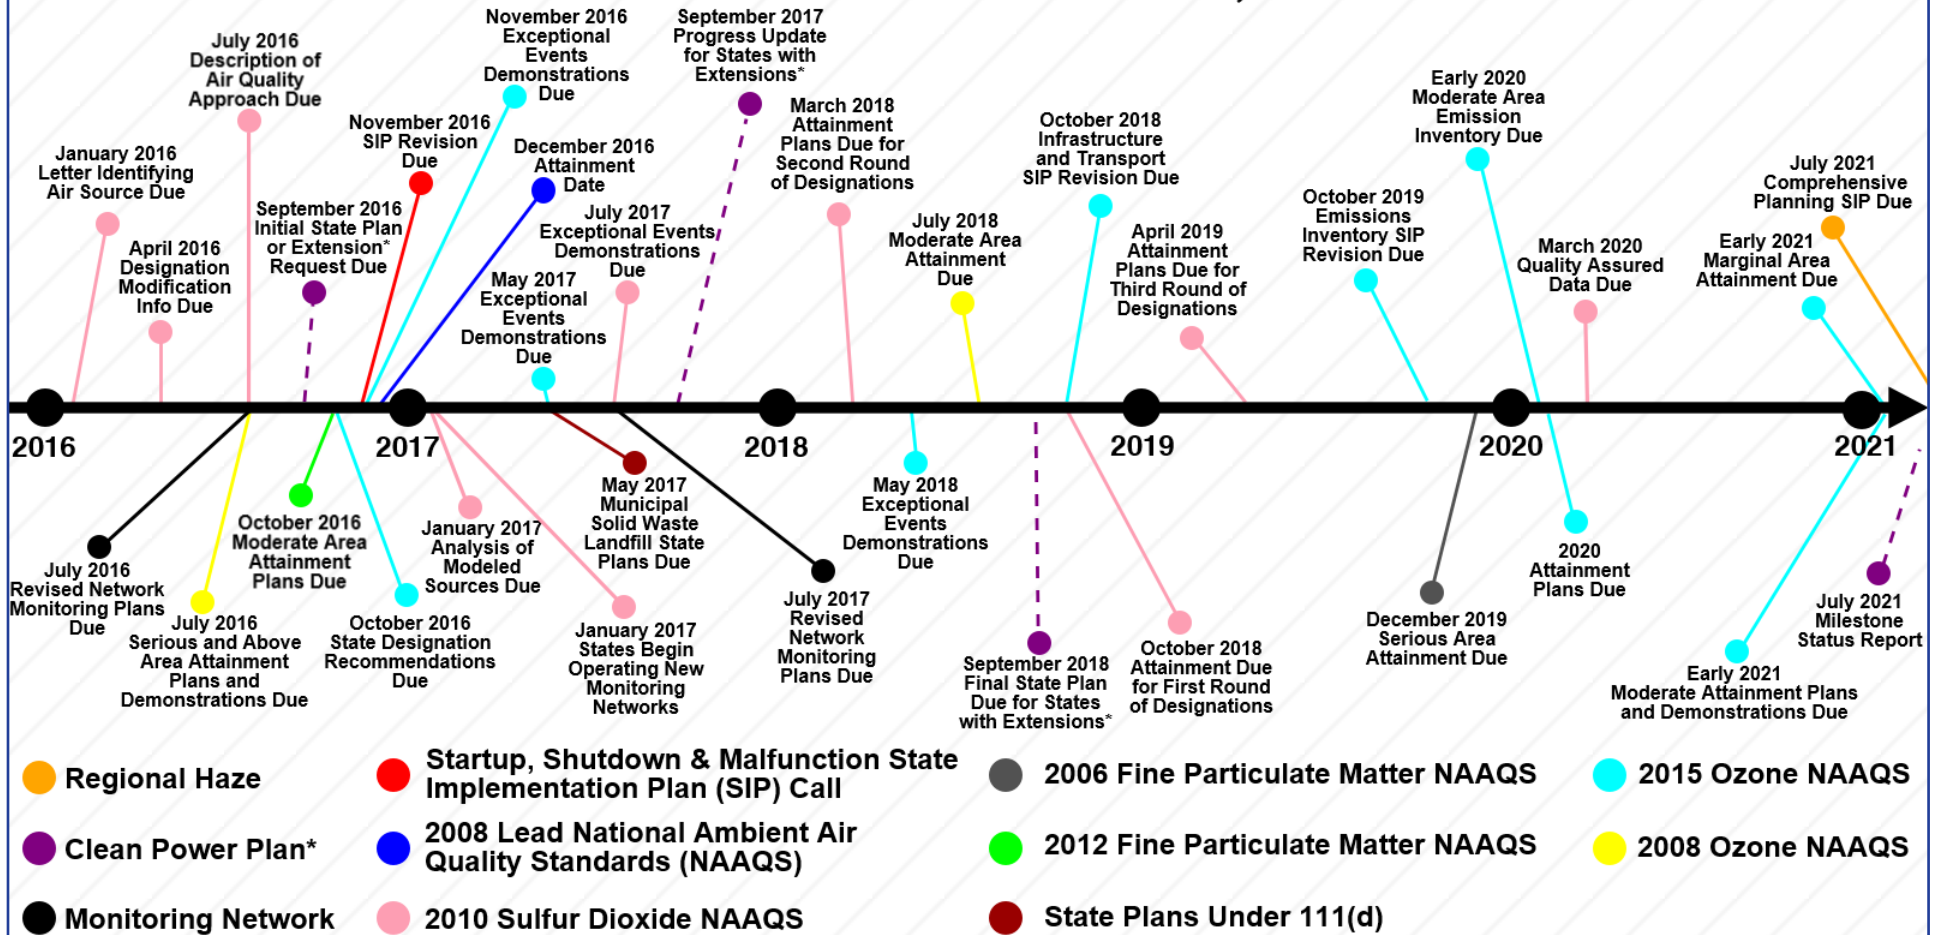 July 2016
Description of
Air Quality
Approach Due
November 2016
Exceptional
Events
Demonstrations
Due
September 2017
Progress Update
for States with
Extensions*
January 2016
Letter Identifying
Air Source Due
April 2016
Designation
Modification
Info Due
September 2016
Initial State Plan
or Extension*
Request Due
November 2016
SIP Revision
Due
December 2016
Attainment
Date
July 2017
Exceptional Events
Demonstrations
Due
May 2017
Exceptional
Events
Demonstrations
Due
March 2018
Attainment
Plans Due for
Second Round
of Designations
July 2018
Moderate Area
Attainment
Due
October 2018
Infrastructure
and Transport
SIP Revision Due
April 2019
Attainment
Plans Due for
Third Round of
Designations
October 2019
Emissions
Inventory SIP
Revision Due
Early 2020
Moderate Area
Emission
Inventory Due
March 2020
Quality Assured
Data Due
July 2021
Comprehensive
Planning SIP Due
Early 2021
Marginal Area
Attainment Due
2016
2017
2018
2019
2020
2021
July 2016
Revised Network
Monitoring Plans
Due
July 2016
Serious and Above
Area Attainment
Plans and
Demonstrations Due
October 2016
Moderate Area
Attainment
Plans Due
October 2016
State Designation
Recommendations
Due
January 2017
Analysis of
Modeled
Sources Due
January 2017
States Begin
Operating New
Monitoring
Networks
May 2017
Municipal
Solid Waste
Landfill State
Plans Due
July 2017
Revised
Network
Monitoring
Plans Due
May 2018
Exceptional
Events
Demonstrations
Due
September 2018
Final State Plan
Due for States
with Extensions*
October 2018
Attainment Due
for First Round
of Designations
December 2019
Serious Area
Attainment Due
2020
Attainment
Plans Due
Early 2021
Moderate Attainment Plans
and Demonstrations Due
July 2021
Milestone
Status Report
Regional Haze
Clean Power Plan*
Monitoring Network
Startup, Shutdown & Malfunction State
Implementation Plan (SIP) Call
2008 Lead National Ambient Air
Quality Standards (NAAQS)
2010 Sulfur Dioxide NAAQS
2006 Fine Particulate Matter NAAQS
2012 Fine Particulate Matter NAAQS
State Plans Under 111(d)
2015 Ozone NAAQS
2008 Ozone NAAQS